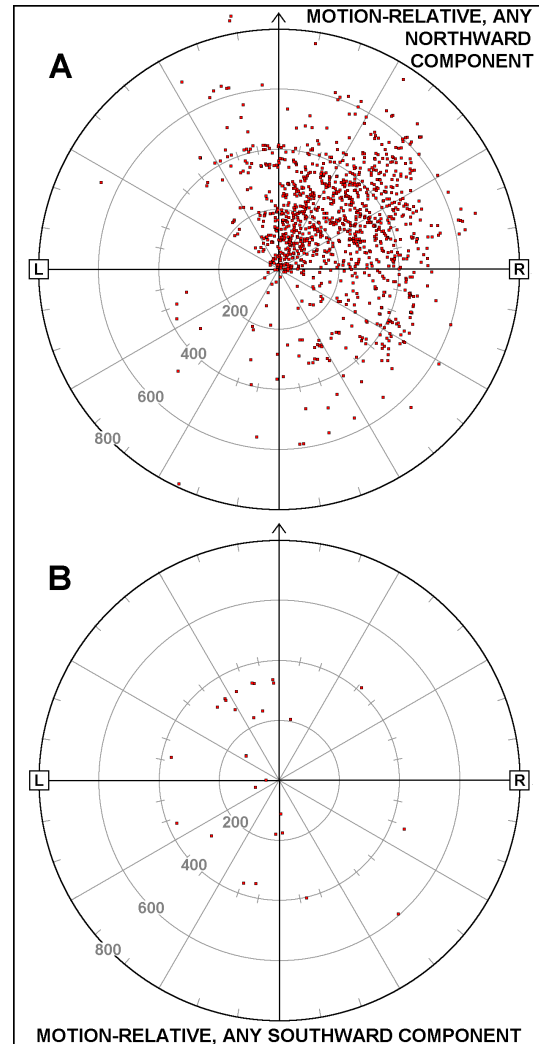 MOTION-RELATIVE, ANY
NORTHWARD
COMPONENT
A
L
R
200
400
600
800
B
L
R
200
400
600
800
MOTION-RELATIVE, ANY SOUTHWARD COMPONENT